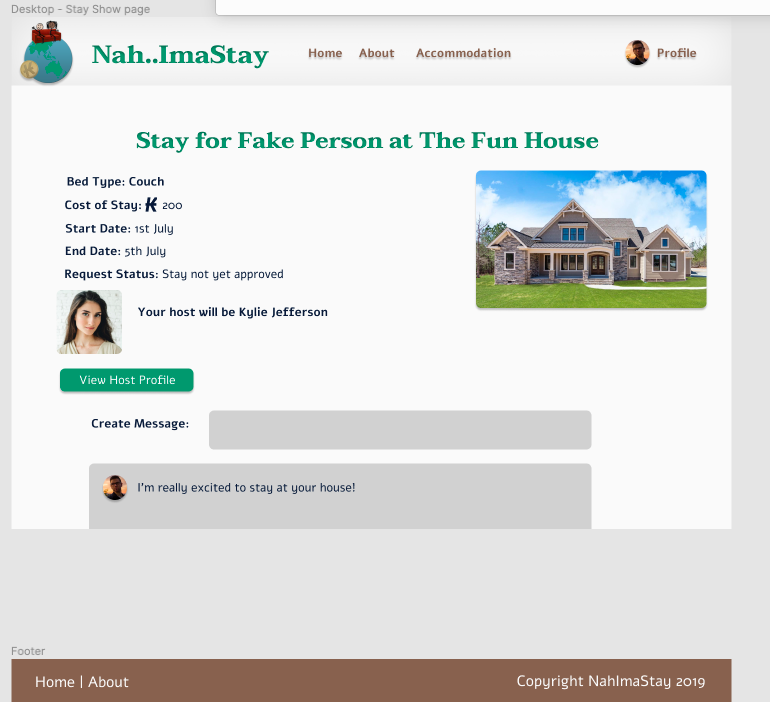 Desktop - Stay Show page
Nah..ImaStay
Home About Accommodation
Profile
Stay for Fake Person at The Fun House
Bed Type: Couch
Cost of Stay: K 200
Start Date: 1st July
End Date: 5th July
Request Status: Stay not yet approved
Your host will be Kylie Jefferson
View Host Profile
Create Message:
I'm really excited to stay at your house!
Footer
Home | About
Copyright NahImaStay 2019